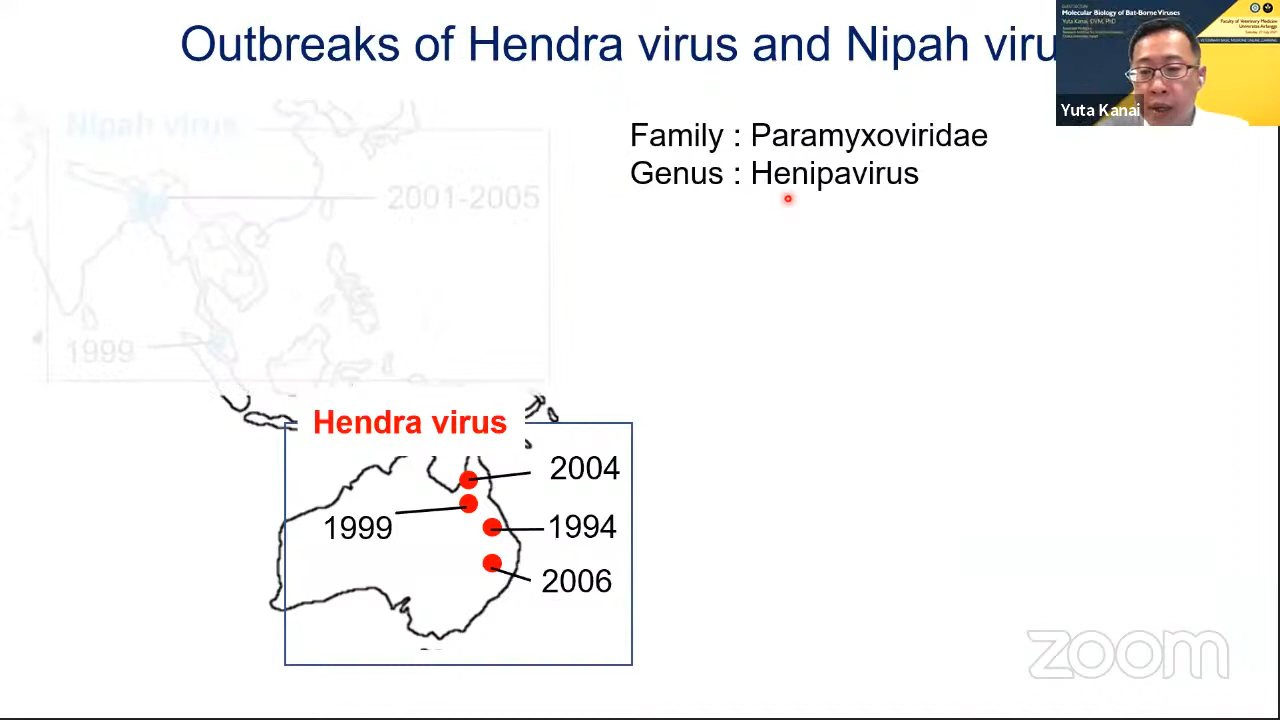 Outbreaks of Hendra virus and Nipah viru
Molecular Biology of Bat-Borne Viruses
Yuta Kanai, DVM, PhD
Faculty of Veterinary Medicine
Universitas Airlangga
Yuta Kanai
Nipah virus
Family : Paramyxoviridae
Genus : Henipavirus
2001-2005
1999
Hendra virus
2004
1999
1994
2006
zoom